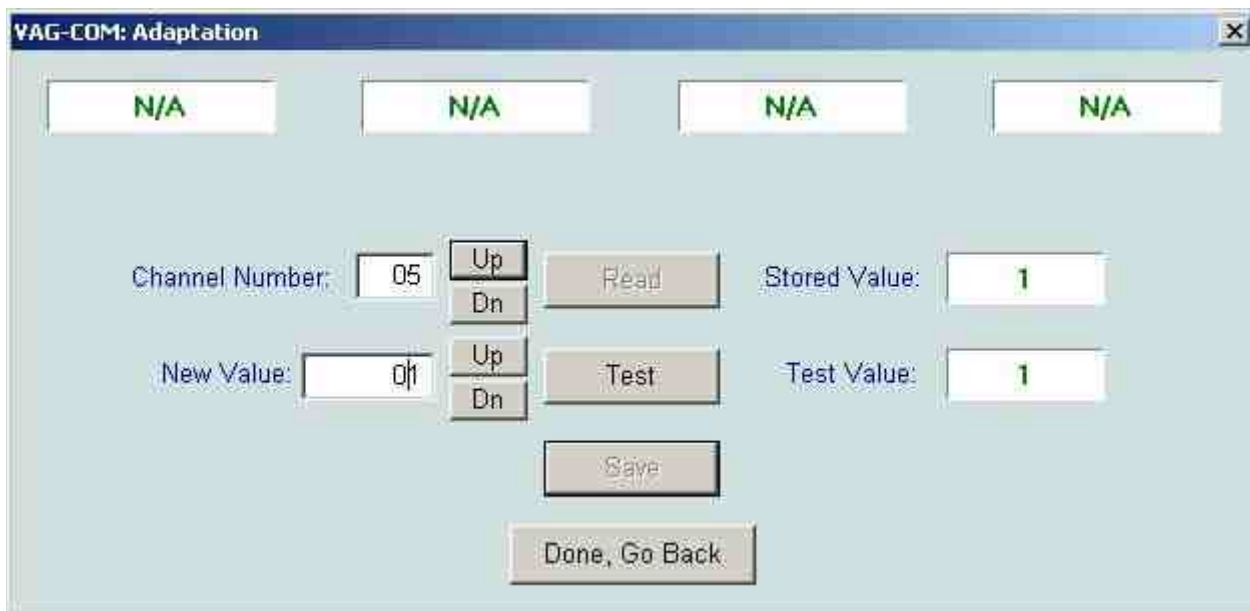 VAG-COM: Adaptation
N/A N/A N/A N/A
Channel Number: 05 Up Read Stored Value: 1
Dn
New Value: 01 Up Test Test Value: 1
Dn
Save
Done, Go Back